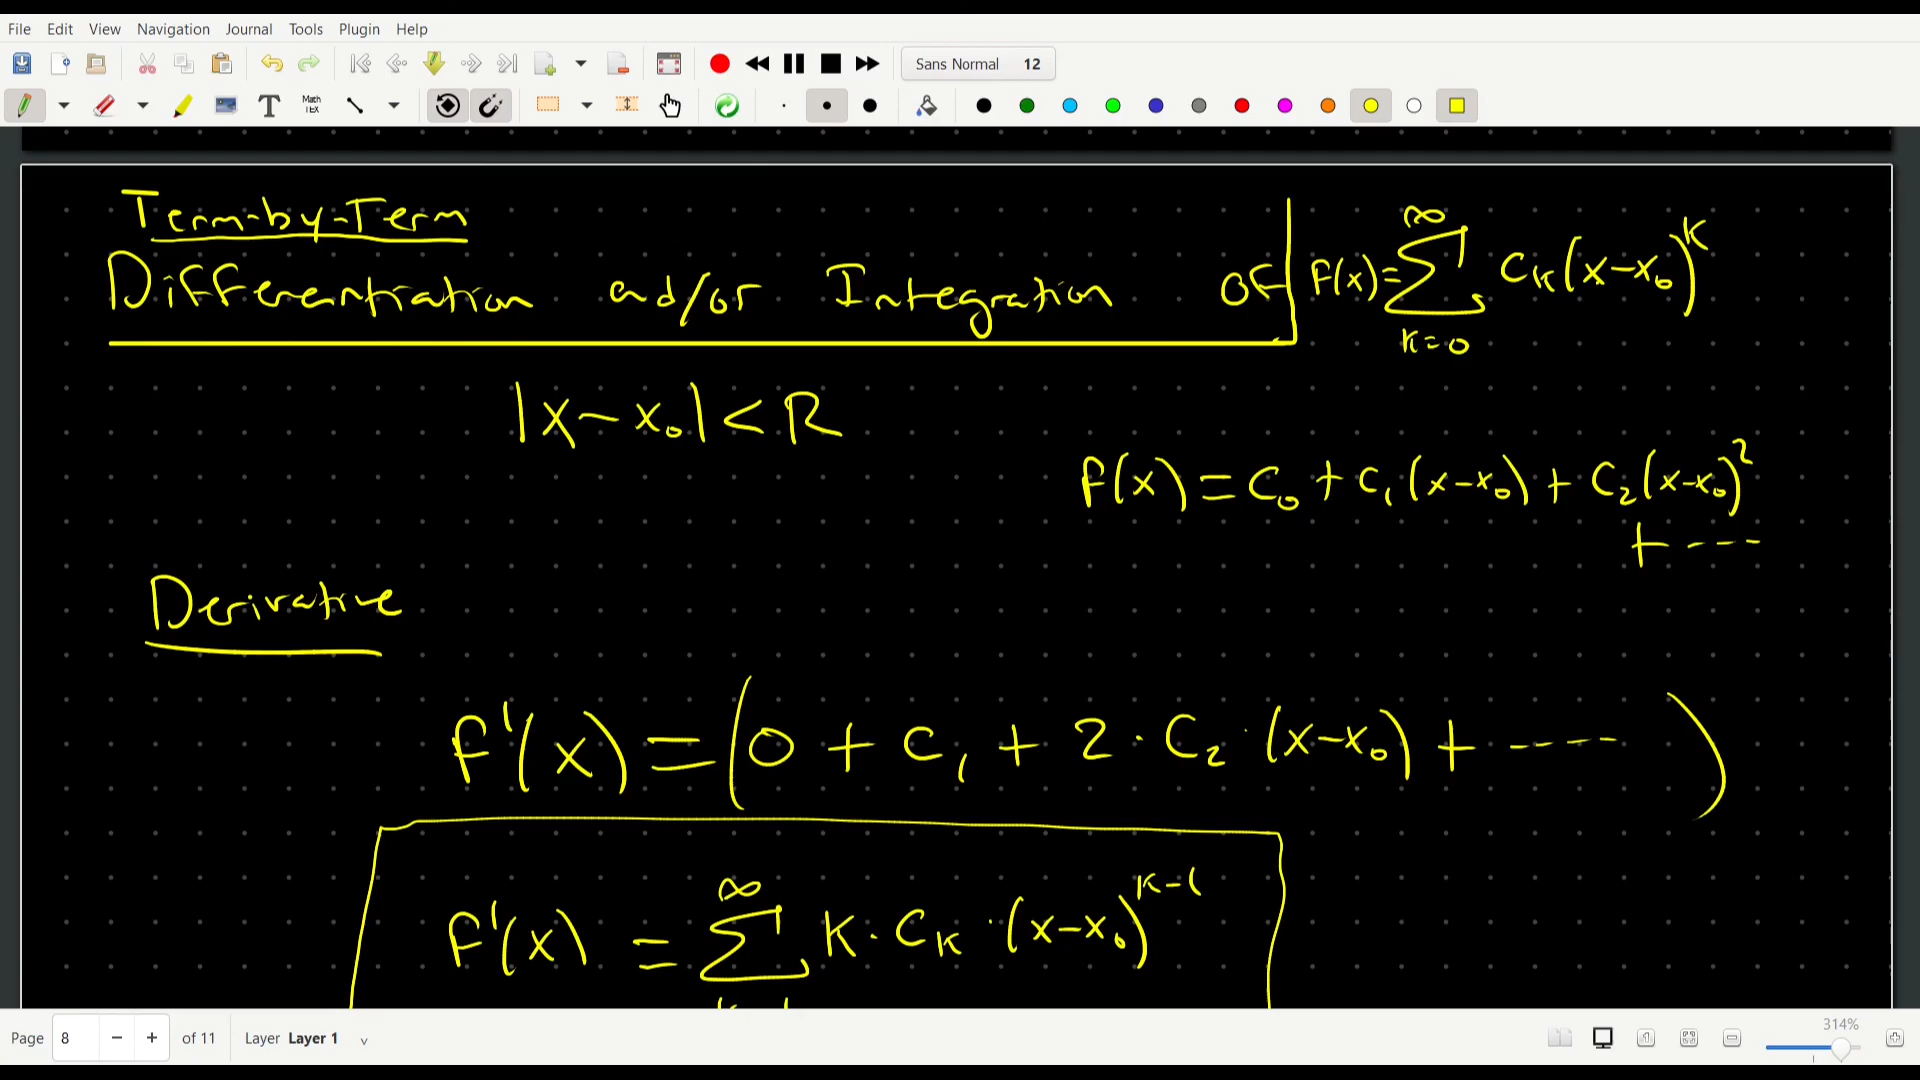 File Edit View Navigation Journal Tools Plugin Help
Sans Normal 12
T Math TEX
Term-by-Term
Differentiation and/or Integration of f(x)=∑_{k=0}^{∞} c_k(x-x_0)^k
|x-x_0|<R
f(x)=c_0+c_1(x-x_0)+c_2(x-x_0)^2
+----
Derivative
f'(x)=(0+c_1+2·c_2·(x-x_0)+----)
f'(x)=∑^{∞} k·c_k·(x-x_0)^{k-1}
314%
Page 8 − + of 11 Layer Layer 1